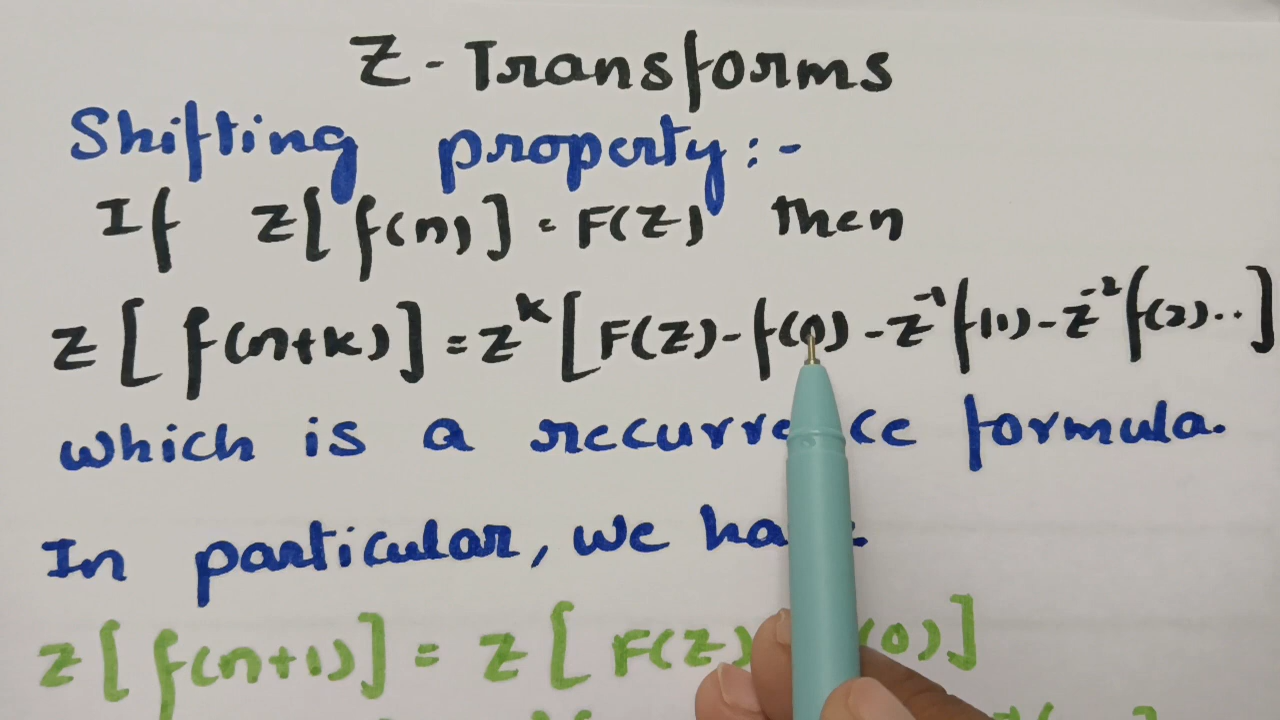 Z-Transforms
Shifting property:-
If Z[f(n)] = F(Z) then
Z[f(n+k)] = Z^k[F(Z) - f(0) - Z^-1 f(1) - Z^-2 f(2)..]
which is a recurrence formula.
In particular, we have
Z[f(n+1)] = Z[F(Z) (0)]